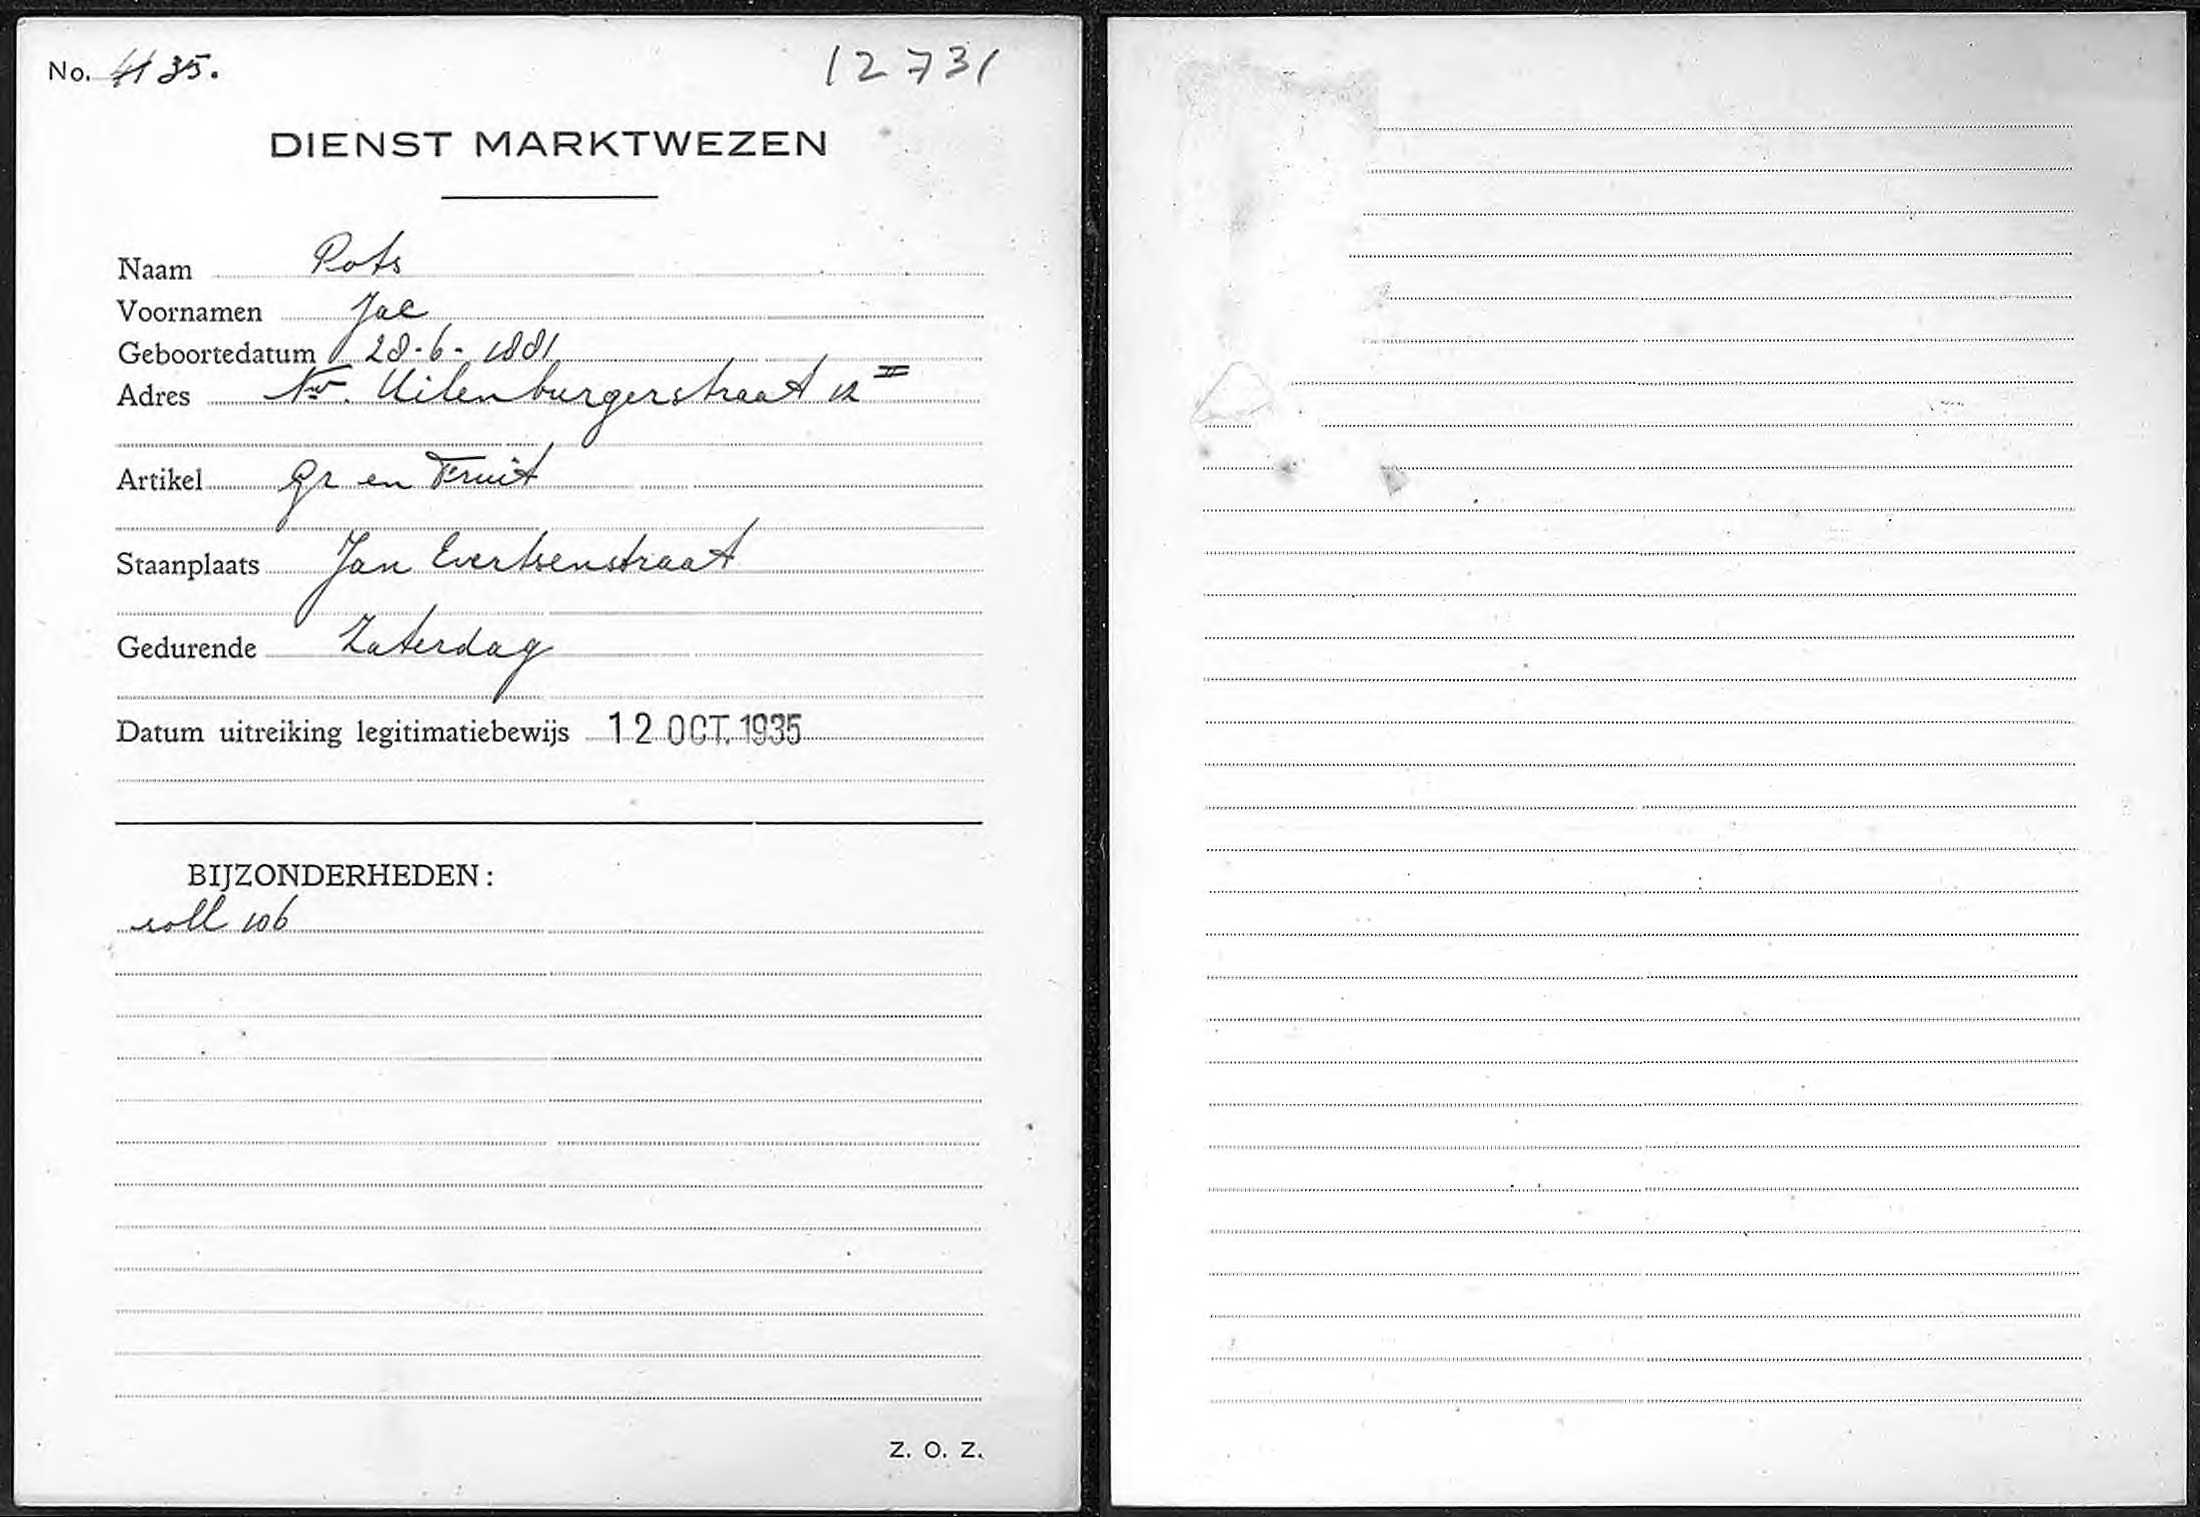 No. 4135.
12731
DIENST MARKTWEZEN
Naam Pots
Voornamen Jac
Geboortedatum 28-6-1881
Adres Nw. Uilenburgerstraat 12 II
Artikel Gr en Fruit
Staanplaats Jan Evertsenstraat
Gedurende Zaterdag
Datum uitreiking legitimatiebewijs 12 OCT. 1935
BIJZONDERHEDEN:
soll 106
Z. O. Z.